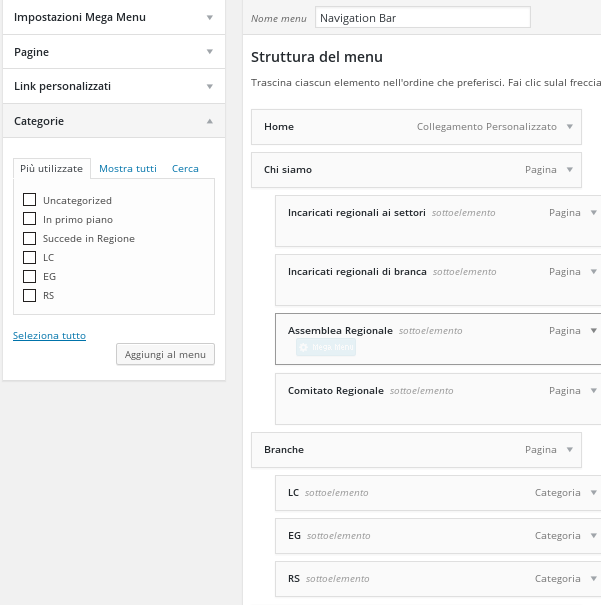 Impostazioni Mega Menu
Pagine
Link personalizzati
Categorie
Più utilizzate Mostra tutti Cerca
Uncategorized
In primo piano
Succede in Regione
LC
EG
RS
Seleziona tutto
Aggiungi al menu
Nome menu Navigation Bar
Struttura del menu
Trascina ciascun elemento nell'ordine che preferisci. Fai clic sulal freccia
Home Collegamento Personalizzato
Chi siamo Pagina
Incaricati regionali ai settori sottoelemento Pagina
Incaricati regionali di branca sottoelemento Pagina
Assemblea Regionale sottoelemento Pagina
Mega Menu
Comitato Regionale sottoelemento Pagina
Branche Pagina
LC sottoelemento Categoria
EG sottoelemento Categoria
RS sottoelemento Categoria